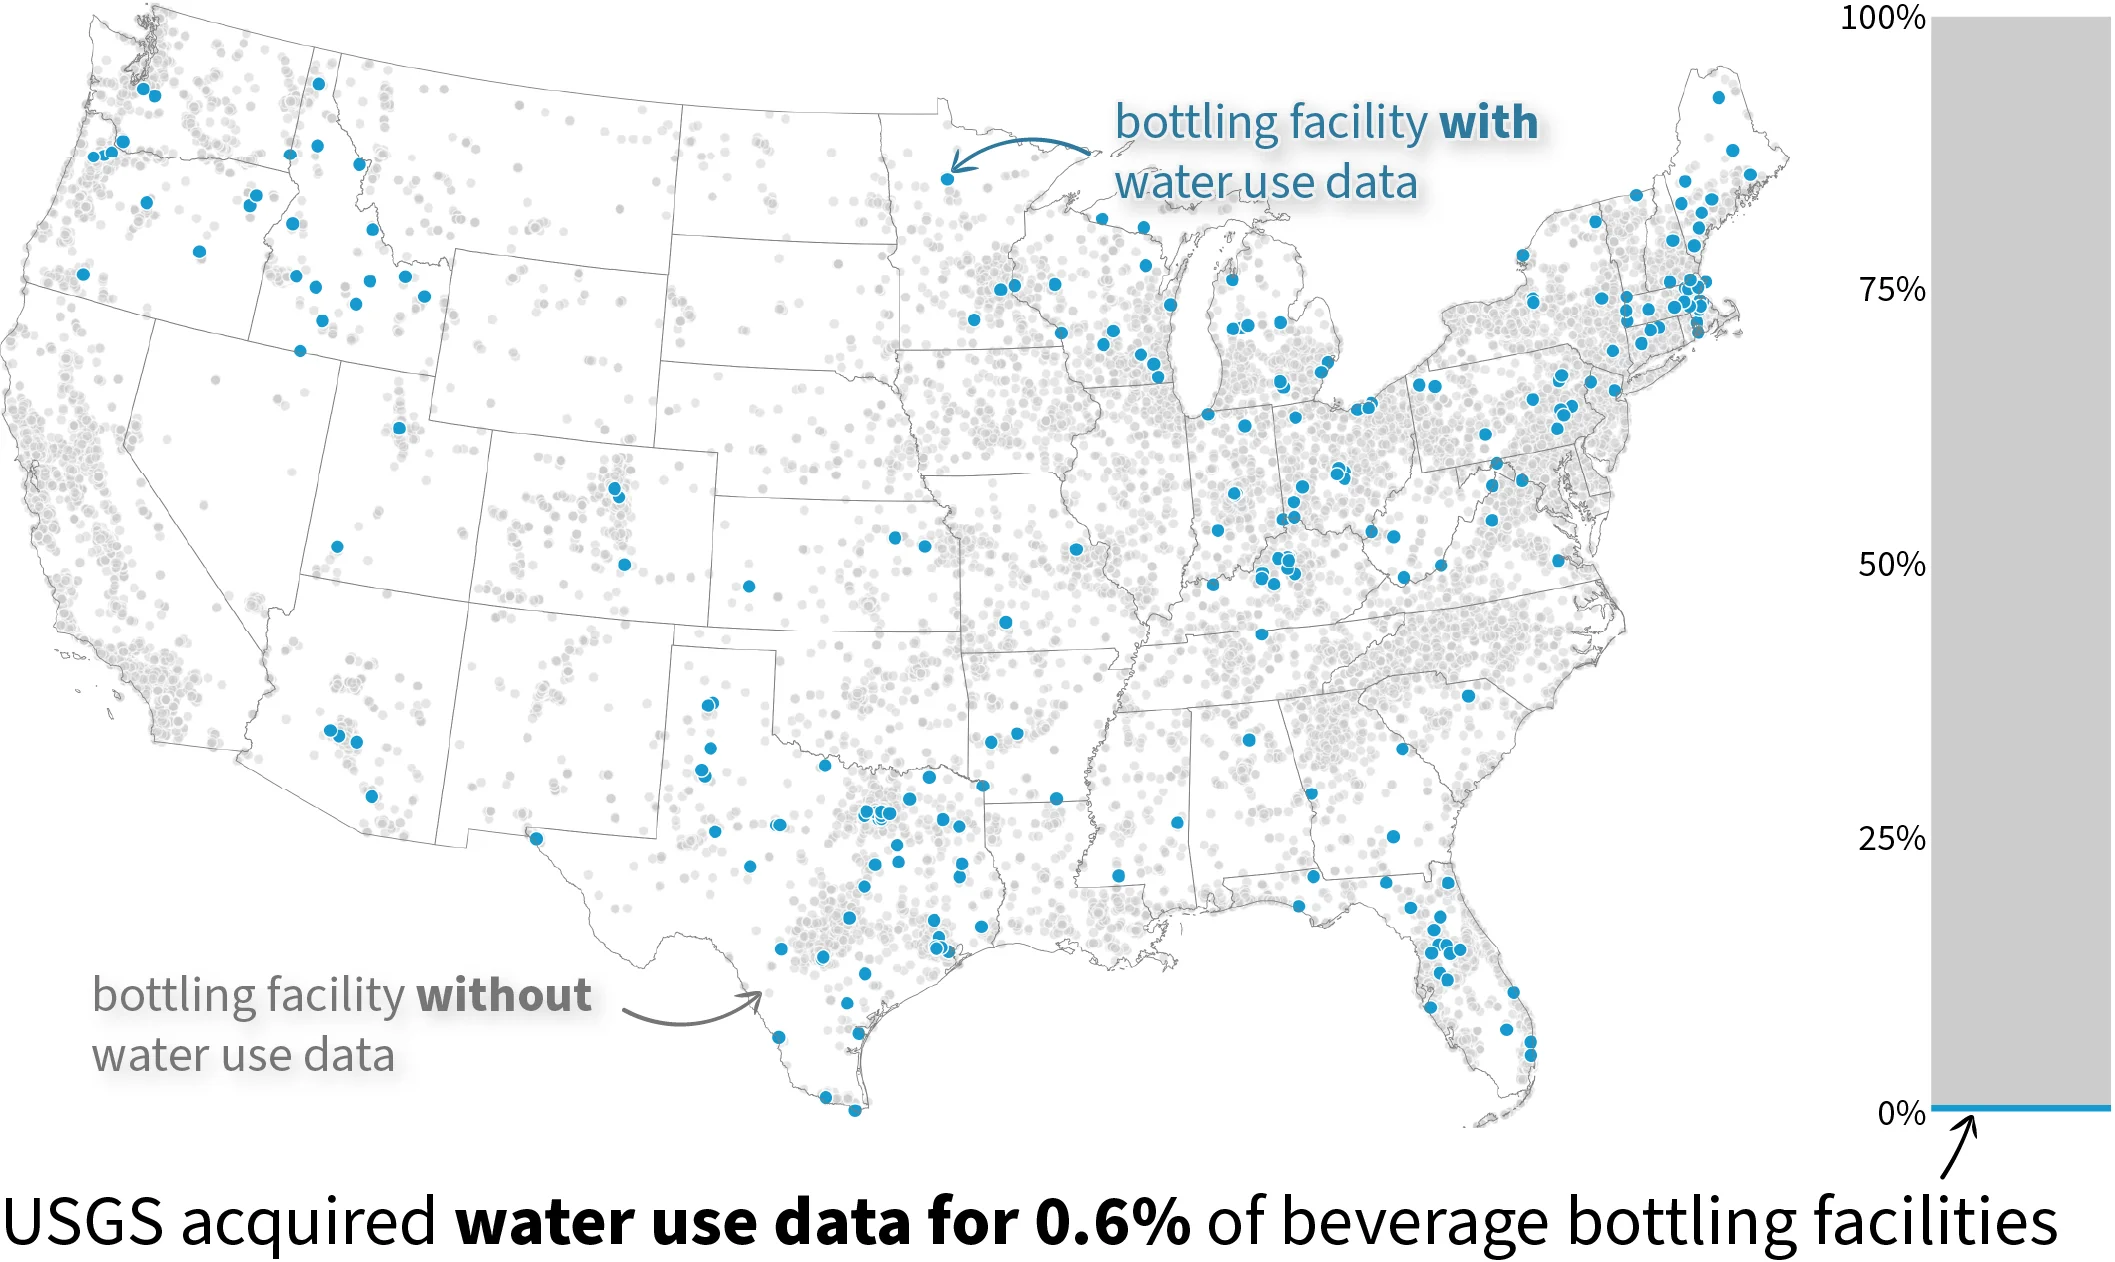 bottling facility with
water use data
bottling facility without
water use data
100%
75%
50%
25%
0%
USGS acquired water use data for 0.6% of beverage bottling facilities